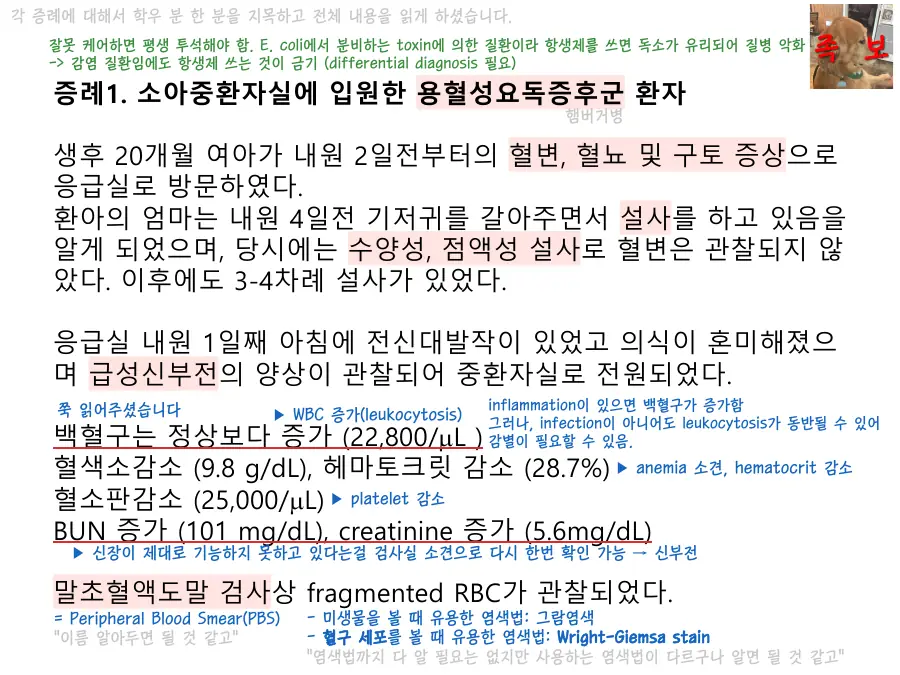 각 증례에 대해서 학우 분 한 분을 지목하고 전체 내용을 읽게 하셨습니다.
잘못 케어하면 평생 투석해야 함. E. coli에서 분비하는 toxin에 의한 질환이라 항생제를 쓰면 독소가 유리되어 질병 악화
-> 감염 질환임에도 항생제 쓰는 것이 금기 (differential diagnosis 필요)
족 보
증례1. 소아중환자실에 입원한 용혈성요독증후군 환자
햄버거병
생후 20개월 여아가 내원 2일전부터의 혈변, 혈뇨 및 구토 증상으로
응급실로 방문하였다.
환아의 엄마는 내원 4일전 기저귀를 갈아주면서 설사를 하고 있음을
알게 되었으며, 당시에는 수양성, 점액성 설사로 혈변은 관찰되지 않
았다. 이후에도 3-4차례 설사가 있었다.
응급실 내원 1일째 아침에 전신대발작이 있었고 의식이 혼미해졌으
며 급성신부전의 양상이 관찰되어 중환자실로 전원되었다.
쭉 읽어주셨습니다
▶ WBC 증가(leukocytosis)
inflammation이 있으면 백혈구가 증가함
그러나, infection이 아니어도 leukocytosis가 동반될 수 있어
감별이 필요할 수 있음.
백혈구는 정상보다 증가 (22,800/μL )
혈색소감소 (9.8 g/dL), 헤마토크릿 감소 (28.7%) ▶ anemia 소견, hematocrit 감소
혈소판감소 (25,000/μL) ▶ platelet 감소
BUN 증가 (101 mg/dL), creatinine 증가 (5.6mg/dL)
▶ 신장이 제대로 기능하지 못하고 있다는걸 검사실 소견으로 다시 한번 확인 가능 → 신부전
말초혈액도말 검사상 fragmented RBC가 관찰되었다.
= Peripheral Blood Smear(PBS)
"이름 알아두면 될 것 같고"
- 미생물을 볼 때 유용한 염색법: 그람염색
- 혈구 세포를 볼 때 유용한 염색법: Wright-Giemsa stain
"염색법까지 다 알 필요는 없지만 사용하는 염색법이 다르구나 알면 될 것 같고"